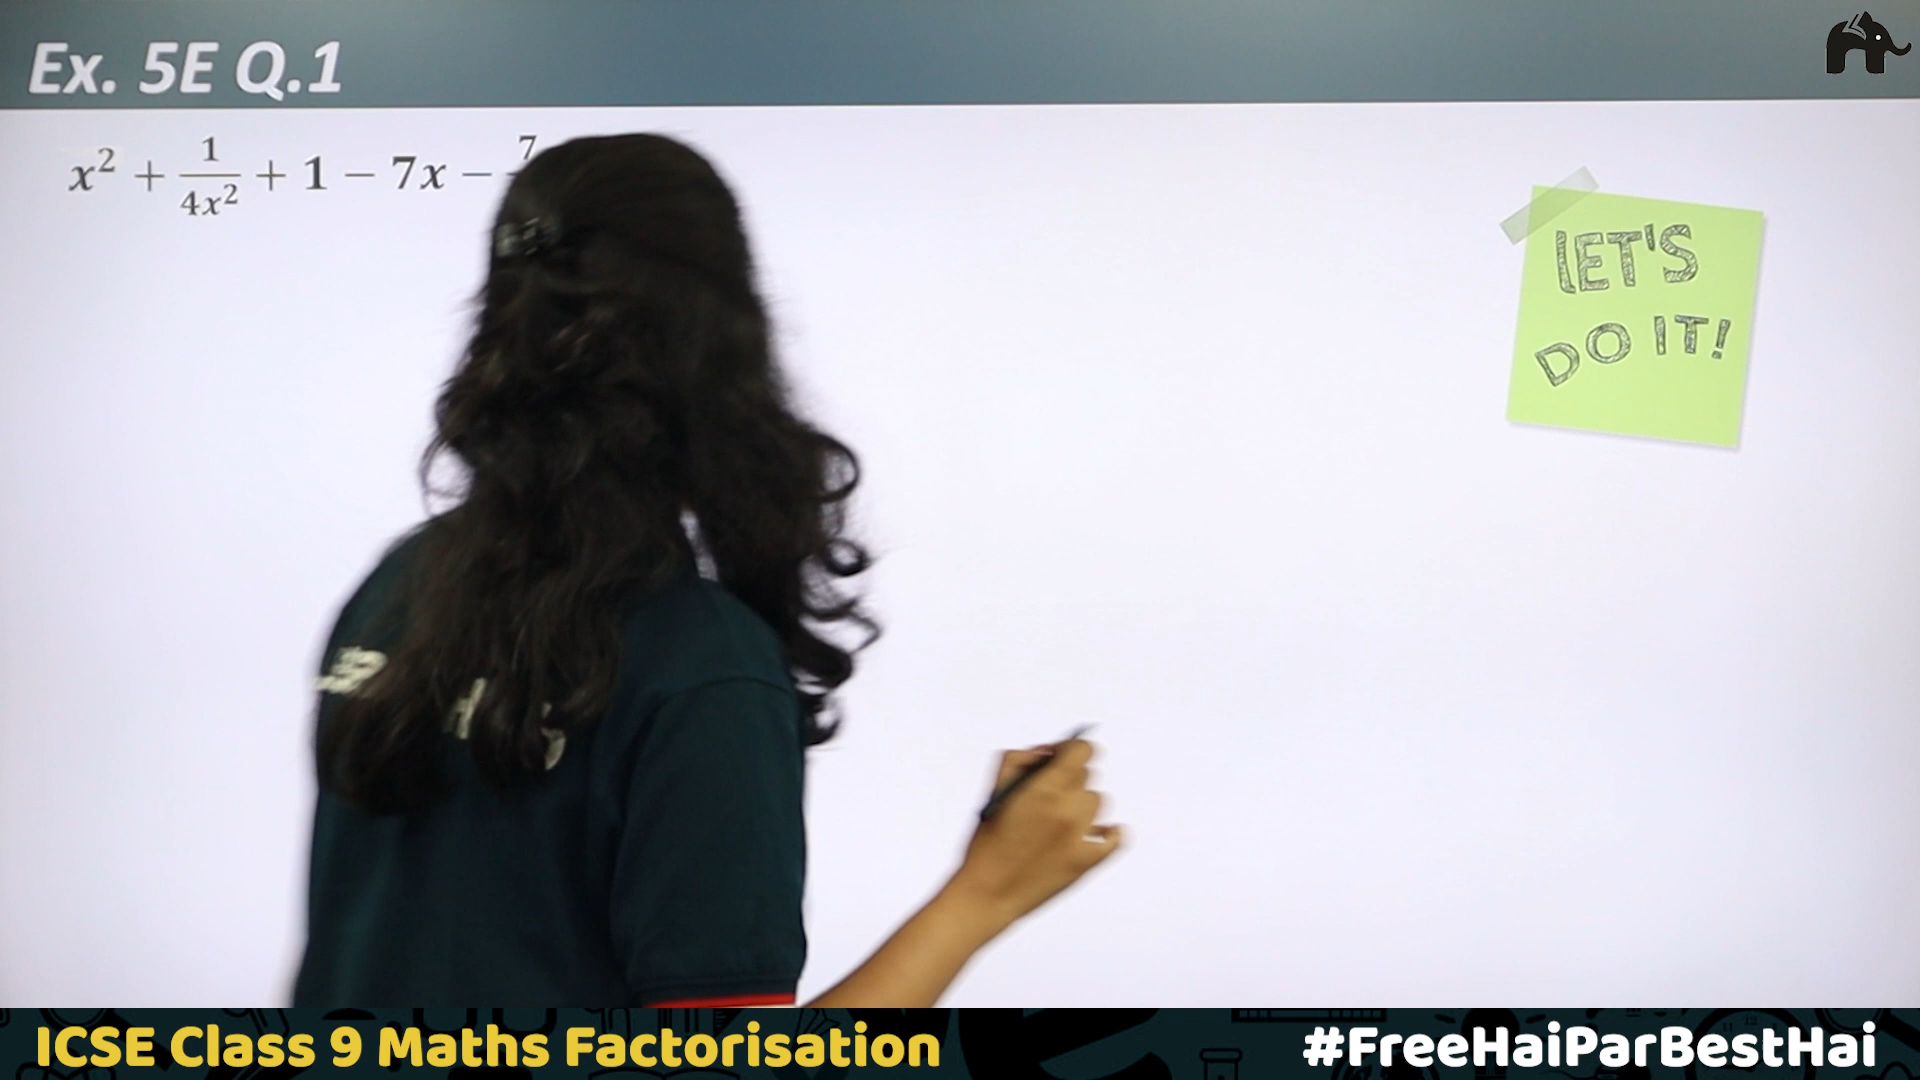 Ex. 5E Q.1
x² + 1/4x² + 1 − 7x − 7
LET'S
DO IT!
ICSE Class 9 Maths Factorisation
#FreeHaiParBestHai